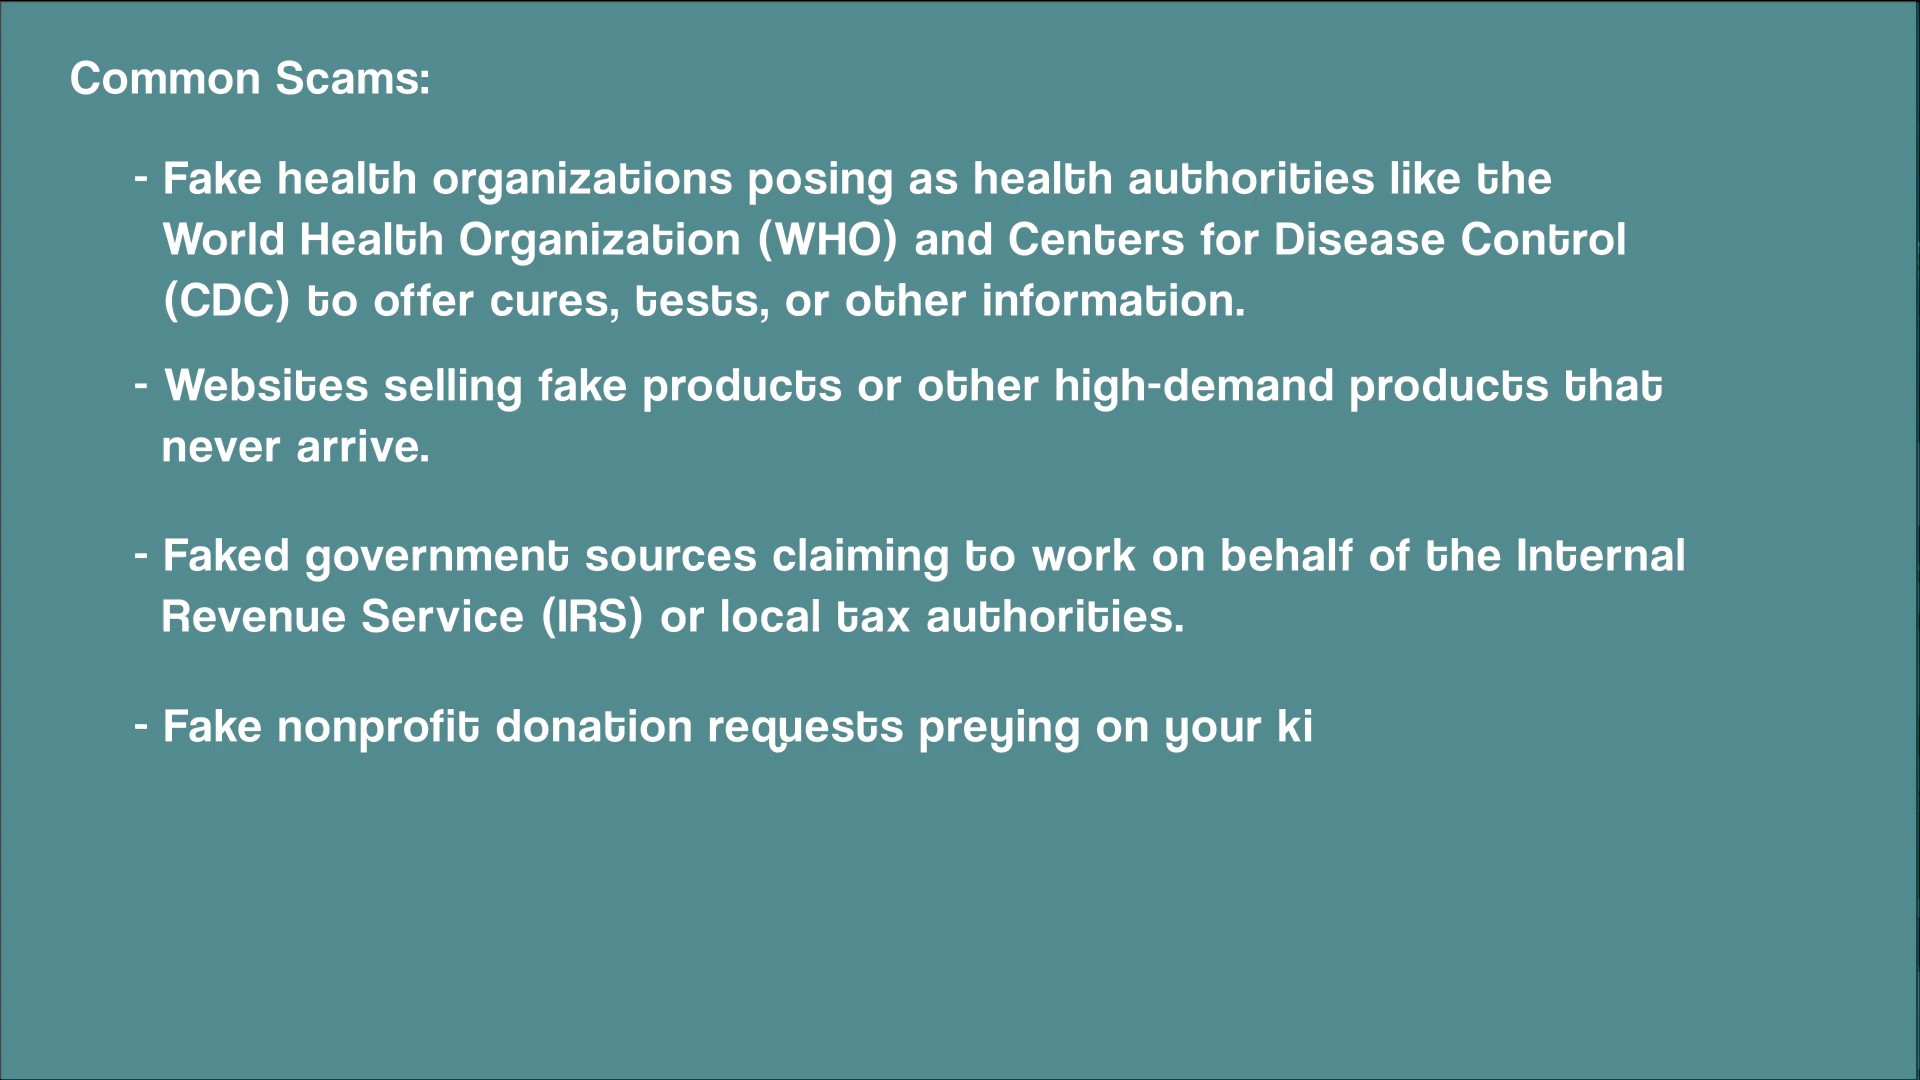 Common Scams:
- Fake health organizations posing as health authorities like the
World Health Organization (WHO) and Centers for Disease Control
(CDC) to offer cures, tests, or other information.
- Websites selling fake products or other high-demand products that
never arrive.
- Faked government sources claiming to work on behalf of the Internal
Revenue Service (IRS) or local tax authorities.
- Fake nonprofit donation requests preying on your ki